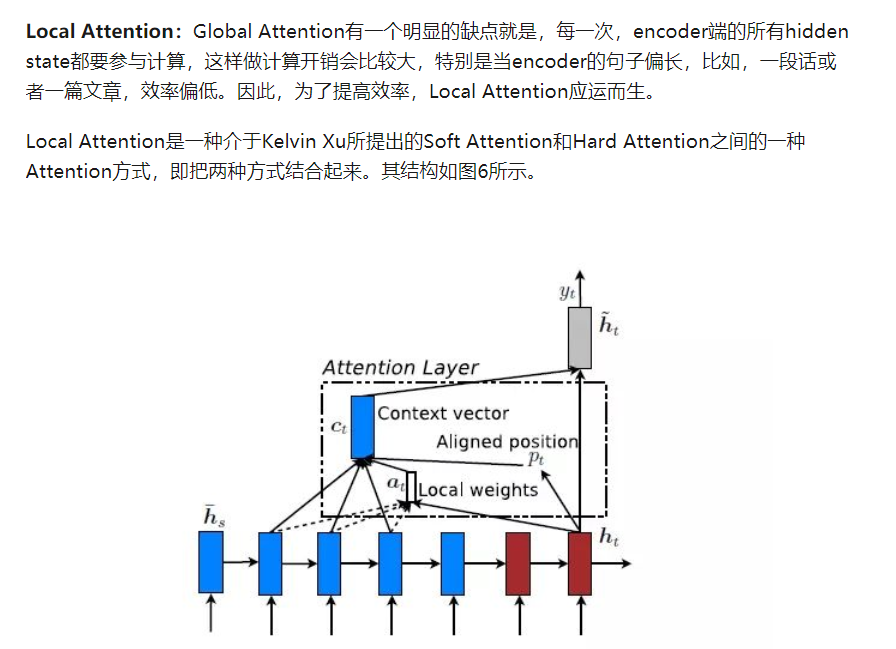 Local Attention：Global Attention有一个明显的缺点就是，每一次，encoder端的所有hidden
state都要参与计算，这样做计算开销会比较大，特别是当encoder的句子偏长，比如，一段话或
者一篇文章，效率偏低。因此，为了提高效率，Local Attention应运而生。
Local Attention是一种介于Kelvin Xu所提出的Soft Attention和Hard Attention之间的一种
Attention方式，即把两种方式结合起来。其结构如图6所示。
yₜ
h̃ₜ
Attention Layer
cₜ
Context vector
Aligned position
pₜ
aₜ
Local weights
h̄ₛ
hₜ